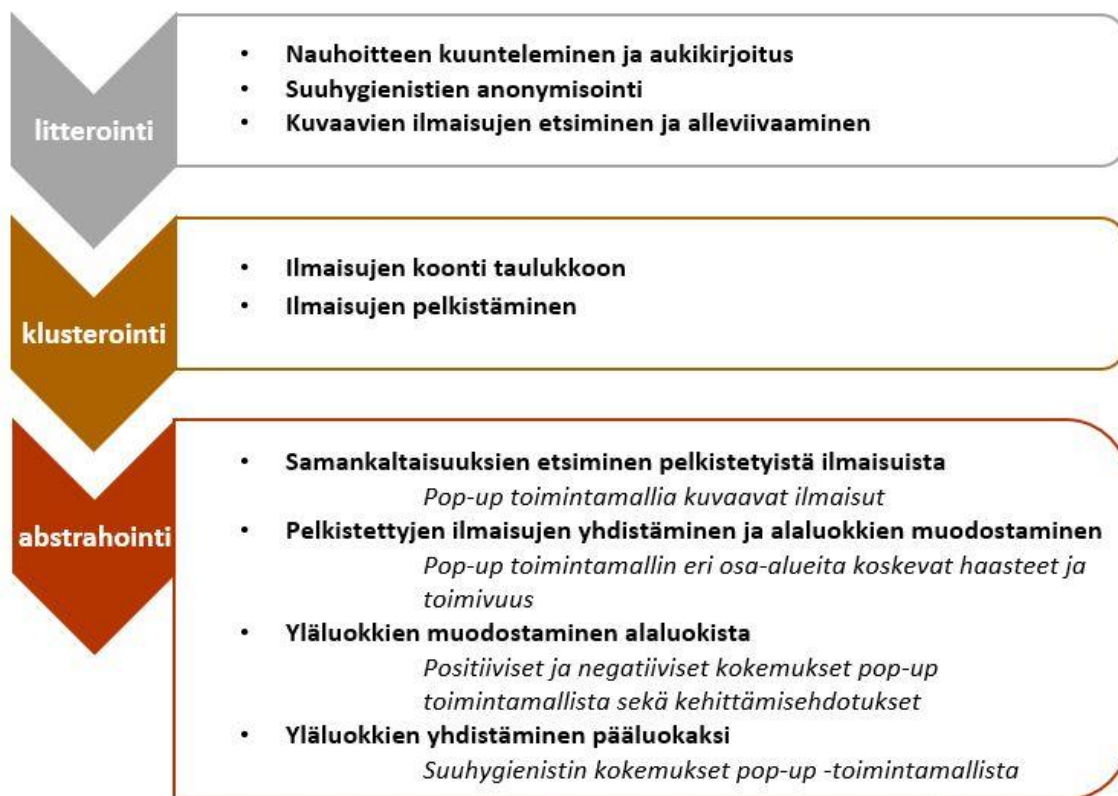 litterointi
• Nauhoitteen kuunteleminen ja aukikirjoitus
• Suuhygienistien anonymisointi
• Kuvaavien ilmaisujen etsiminen ja alleviivaaminen
klusterointi
• Ilmaisujen koonti taulukkoon
• Ilmaisujen pelkistäminen
abstrahointi
• Samankaltaisuuksien etsiminen pelkistetyistä ilmaisuista
Pop-up toimintamallia kuvaavat ilmaisut
• Pelkistettyjen ilmaisujen yhdistäminen ja alaluokkien muodostaminen
Pop-up toimintamallin eri osa-alueita koskevat haasteet ja
toimivuus
• Yläluokkien muodostaminen alaluokista
Positiiviset ja negatiiviset kokemukset pop-up
toimintamallista sekä kehittämisehdotukset
• Yläluokkien yhdistäminen pääluokaksi
Suuhygienistin kokemukset pop-up -toimintamallista